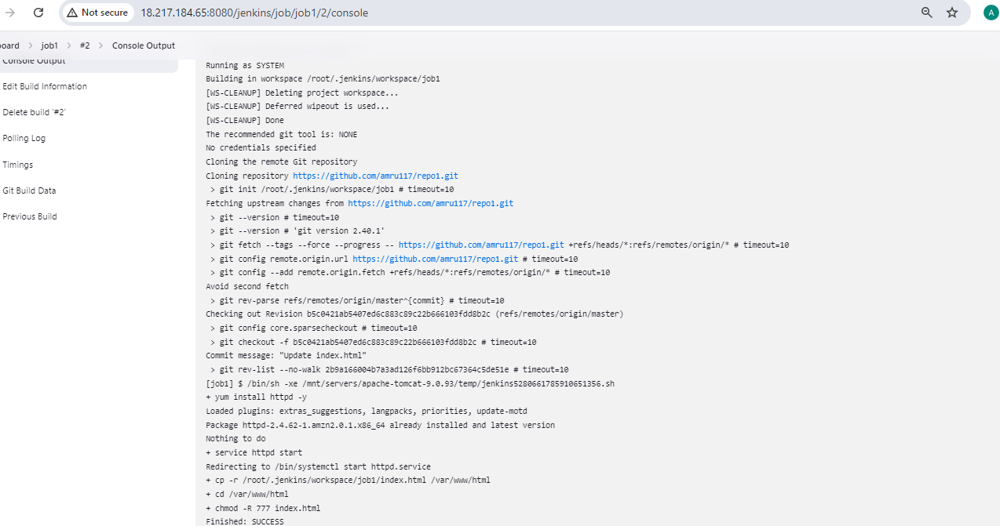 Not secure
18.217.184.65:8080/jenkins/job/job1/2/console
A
oard > job1 > #2 > Console Output
Console Output
Edit Build Information
Delete build '#2'
Polling Log
Timings
Git Build Data
Previous Build
Running as SYSTEM
Building in workspace /root/.jenkins/workspace/job1
[WS-CLEANUP] Deleting project workspace...
[WS-CLEANUP] Deferred wipeout is used...
[WS-CLEANUP] Done
The recommended git tool is: NONE
No credentials specified
Cloning the remote Git repository
Cloning repository https://github.com/amru117/repo1.git
> git init /root/.jenkins/workspace/job1 # timeout=10
Fetching upstream changes from https://github.com/amru117/repo1.git
> git --version # timeout=10
> git --version # 'git version 2.40.1'
> git fetch --tags --force --progress -- https://github.com/amru117/repo1.git +refs/heads/*:refs/remotes/origin/* # timeout=10
> git config remote.origin.url https://github.com/amru117/repo1.git # timeout=10
> git config --add remote.origin.fetch +refs/heads/*:refs/remotes/origin/* # timeout=10
Avoid second fetch
> git rev-parse refs/remotes/origin/master^{commit} # timeout=10
Checking out Revision b5c0421ab5407ed6c883c89c22b666103fdd8b2c (refs/remotes/origin/master)
> git config core.sparsecheckout # timeout=10
> git checkout -f b5c0421ab5407ed6c883c89c22b666103fdd8b2c # timeout=10
Commit message: "Update index.html"
> git rev-list --no-walk 2b9a166004b7a3ad126f6bb912bc67364c5de51e # timeout=10
[job1] $ /bin/sh -xe /mnt/servers/apache-tomcat-9.0.93/temp/jenkins5280661785910651356.sh
+ yum install httpd -y
Loaded plugins: extras_suggestions, langpacks, priorities, update-motd
Package httpd-2.4.62-1.amzn2.0.1.x86_64 already installed and latest version
Nothing to do
+ service httpd start
Redirecting to /bin/systemctl start httpd.service
+ cp -r /root/.jenkins/workspace/job1/index.html /var/www/html
+ cd /var/www/html
+ chmod -R 777 index.html
Finished: SUCCESS